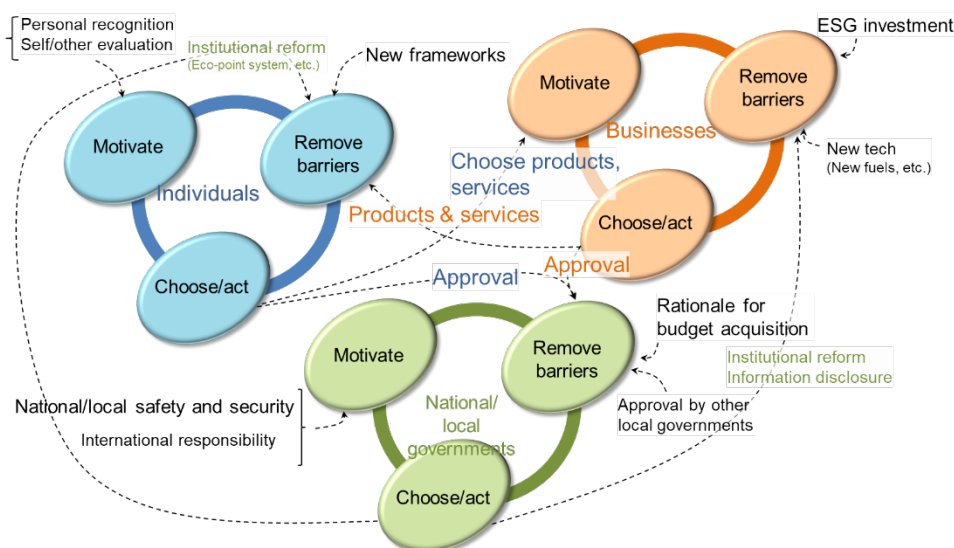 Personal recognition
Self/other evaluation
Institutional reform
(Eco-point system, etc.)
New frameworks
Motivate
Remove
barriers
Individuals
Choose/act
ESG investment
Motivate
Remove
barriers
Businesses
New tech
(New fuels, etc.)
Choose products,
services
Products & services
Choose/act
Approval
Approval
Motivate
Remove
barriers
Rationale for
budget acquisition
Institutional reform
Information disclosure
National/local safety and security
International responsibility
National/
local
governments
Approval by other
local governments
Choose/act